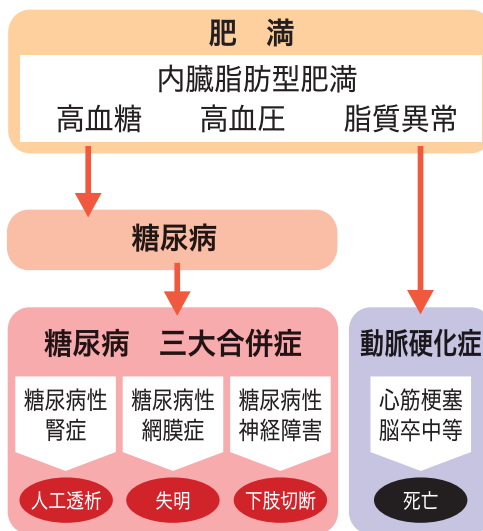 肥　満
内臓脂肪型肥満
高血糖　高血圧　脂質異常
糖尿病
糖尿病　三大合併症
糖尿病性
腎症
人工透析
糖尿病性
網膜症
失明
糖尿病性
神経障害
下肢切断
動脈硬化症
心筋梗塞
脳卒中等
死亡